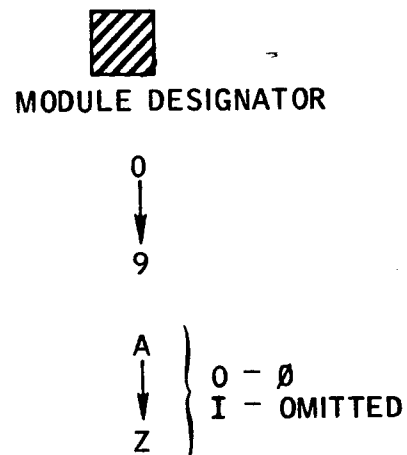 MODULE DESIGNATOR
0
9
A
O - Ø
I - OMITTED
Z